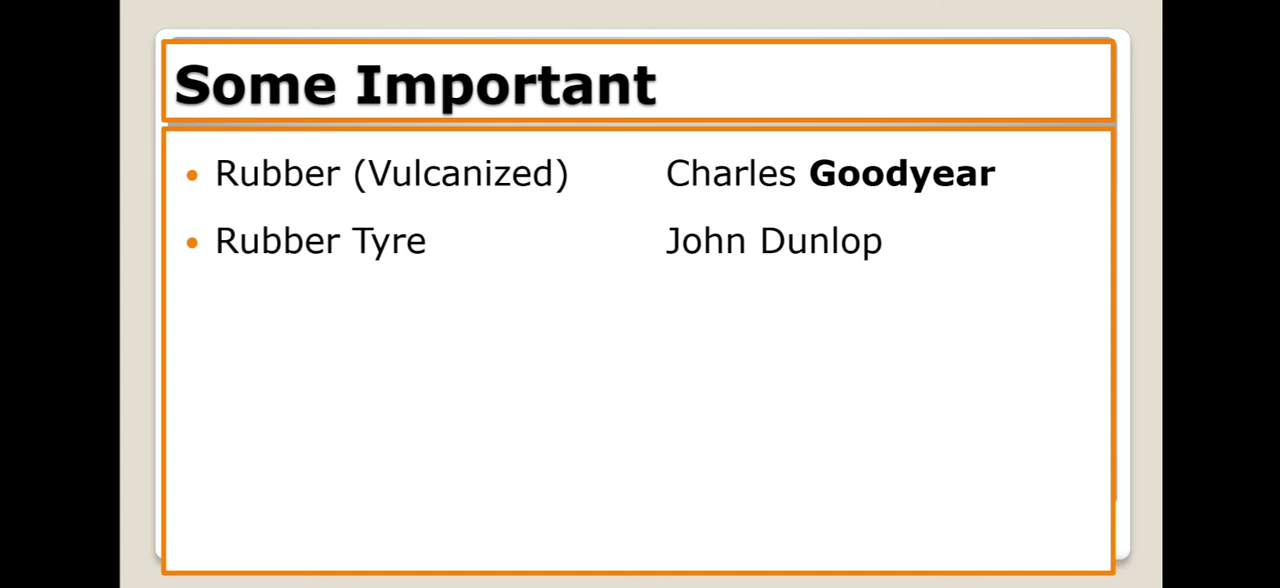 Some Important
• Rubber (Vulcanized) Charles Goodyear
• Rubber Tyre John Dunlop